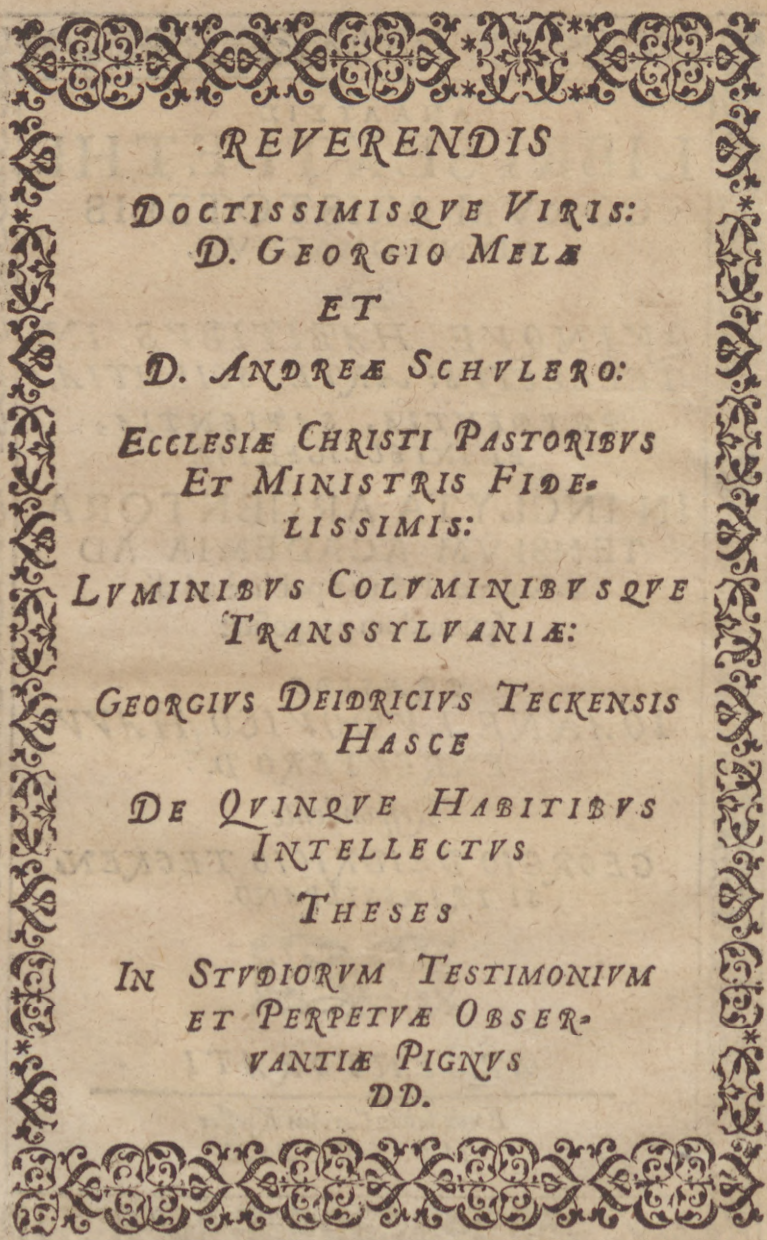 REVERENDIS
DOCTISSIMISQVE VIRIS:
D. GEORGIO MELÆ
ET
D. ANDREÆ SCHVLERO:
ECCLESIÆ CHRISTI PASTORIBVS
ET MINISTRIS FIDE-
LISSIMIS:
LVMINIBVS COLVMINIBVSQVE
TRANSSYLVANIÆ:
GEORGIVS DEIDRICIVS TECKENSIS
HASCE
DE QVINQVE HABITIBVS
INTELLECTVS
THESES
IN STVDIORVM TESTIMONIVM
ET PERPETVÆ OBSER-
VANTIÆ PIGNVS
DD.